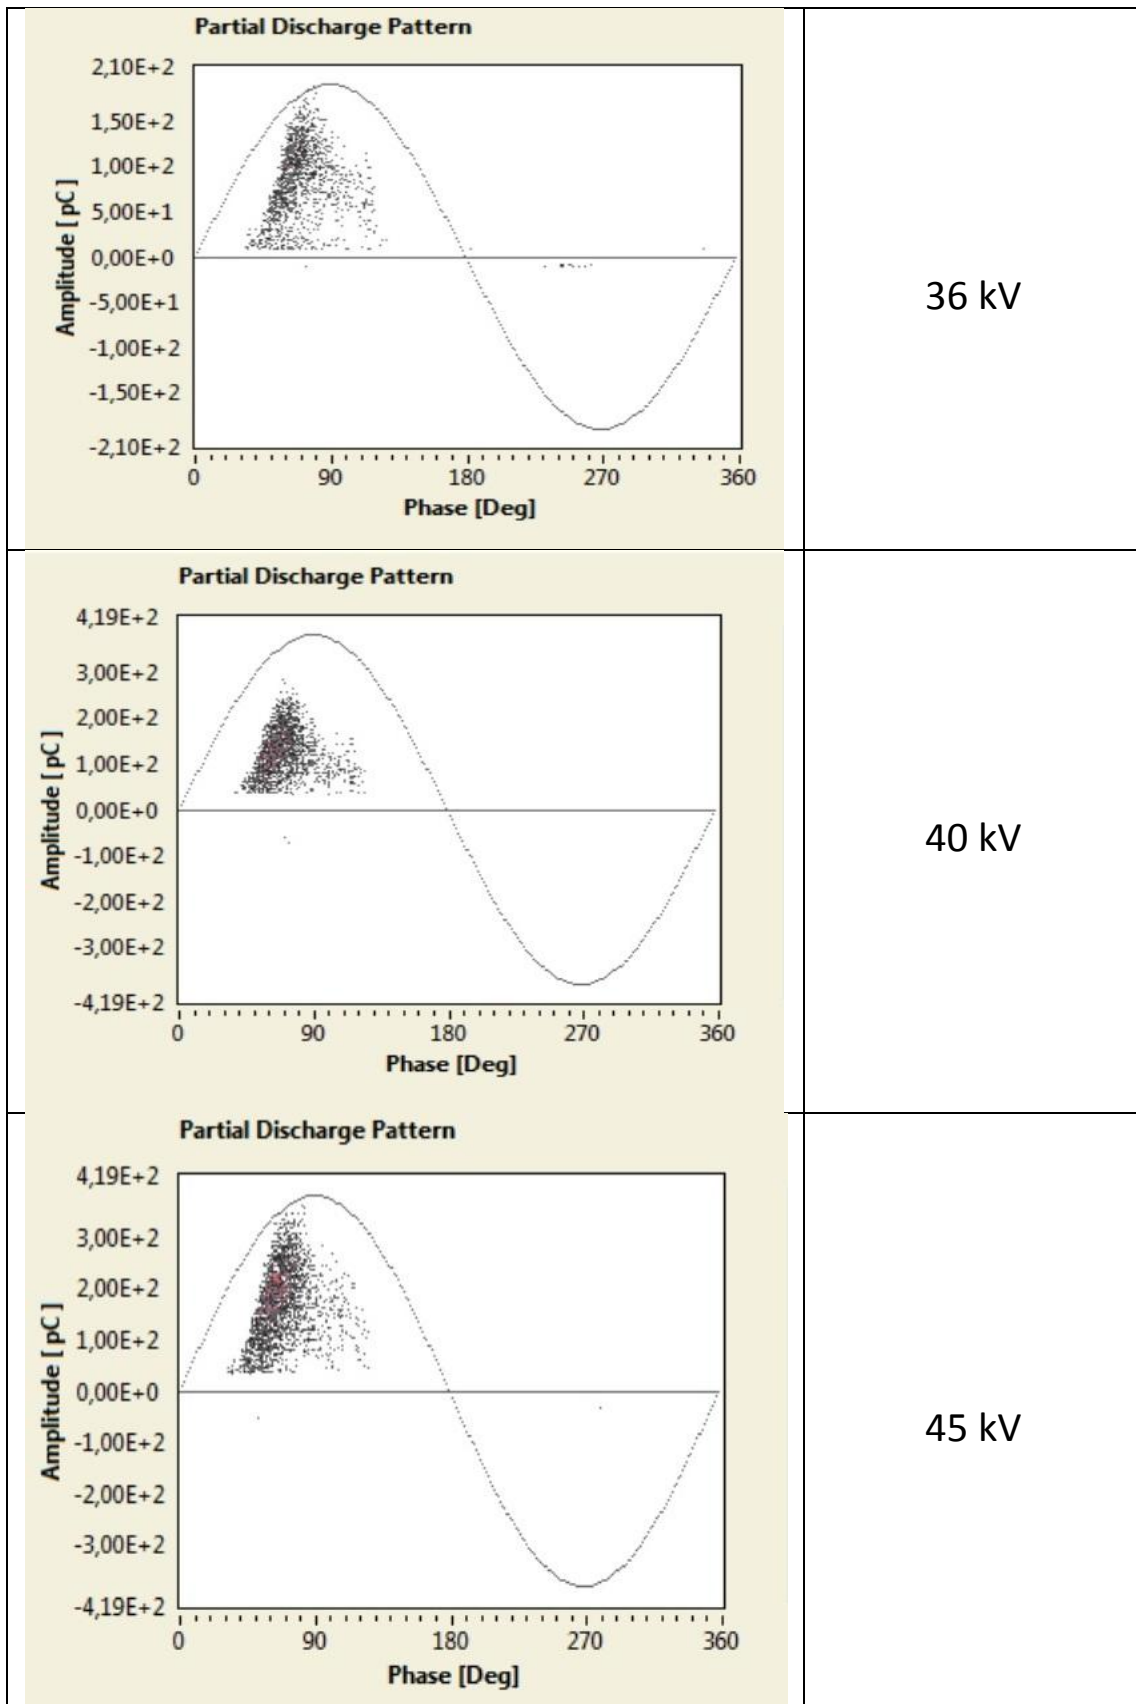 Partial Discharge Pattern
2,10E+2
1,50E+2
1,00E+2
5,00E+1
0,00E+0
-5,00E+1
-1,00E+2
-1,50E+2
-2,10E+2
Amplitude [ pC]
0 90 180 270 360
Phase [Deg]
36 kV
Partial Discharge Pattern
4,19E+2
3,00E+2
2,00E+2
1,00E+2
0,00E+0
-1,00E+2
-2,00E+2
-3,00E+2
-4,19E+2
Amplitude [ pC]
0 90 180 270 360
Phase [Deg]
40 kV
Partial Discharge Pattern
4,19E+2
3,00E+2
2,00E+2
1,00E+2
0,00E+0
-1,00E+2
-2,00E+2
-3,00E+2
-4,19E+2
Amplitude [ pC]
0 90 180 270 360
Phase [Deg]
45 kV